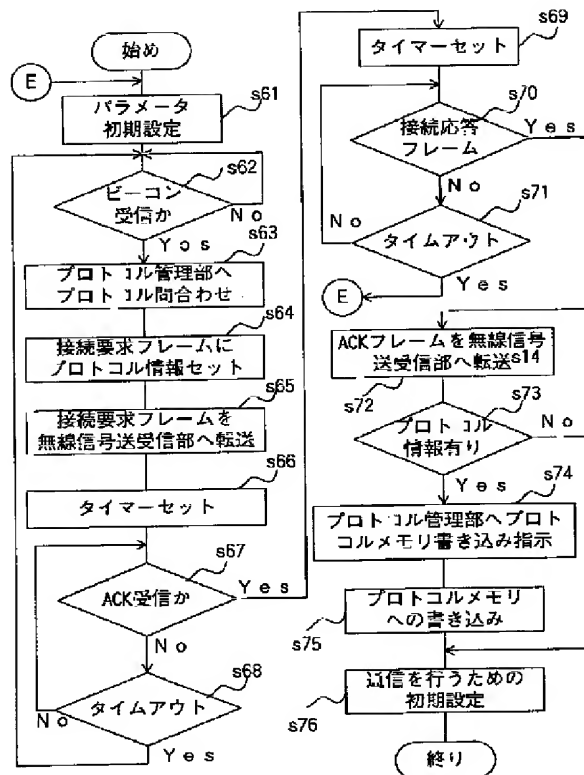 始め
E
パラメータ
初期設定
s61
ビーコン
受信か
s62
No
Yes
s63
プロトコル管理部へ
プロトコル問合わせ
s64
接続要求フレームに
プロトコル情報セット
s65
接続要求フレームを
無線信号送受信部へ転送
s66
タイマーセット
s67
ACK受信か
Yes
No
s68
タイムアウト
No
Yes
s69
タイマーセット
s70
接続応答
フレーム
Yes
No
s71
No
タイムアウト
Yes
E
ACKフレームを無線信号
送受信部へ転送s14
s72
s73
プロトコル
情報有り
No
Yes
s74
プロトコル管理部へプロト
コルメモリ書き込み指示
プロトコルメモリ
への書き込み
s75
通信を行うための
初期設定
s76
終り